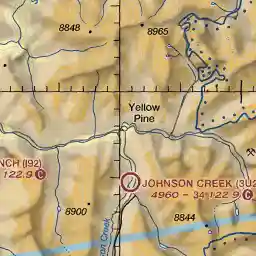 8848
8965
Yellow
Pine
NCH (I92)
122.9 C
JOHNSON CREEK (3U2
4960 - 34 122.9 C
8900
8844
Creek